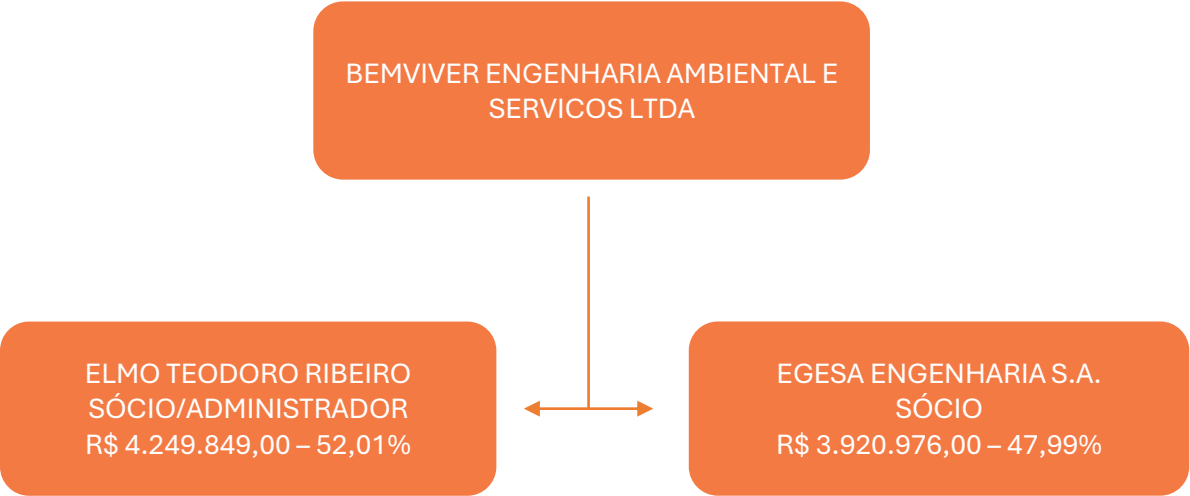 BEMVIVER ENGENHARIA AMBIENTAL E
SERVICOS LTDA
ELMO TEODORO RIBEIRO
SÓCIO/ADMINISTRADOR
R$ 4.249.849,00 – 52,01%
EGESA ENGENHARIA S.A.
SÓCIO
R$ 3.920.976,00 – 47,99%